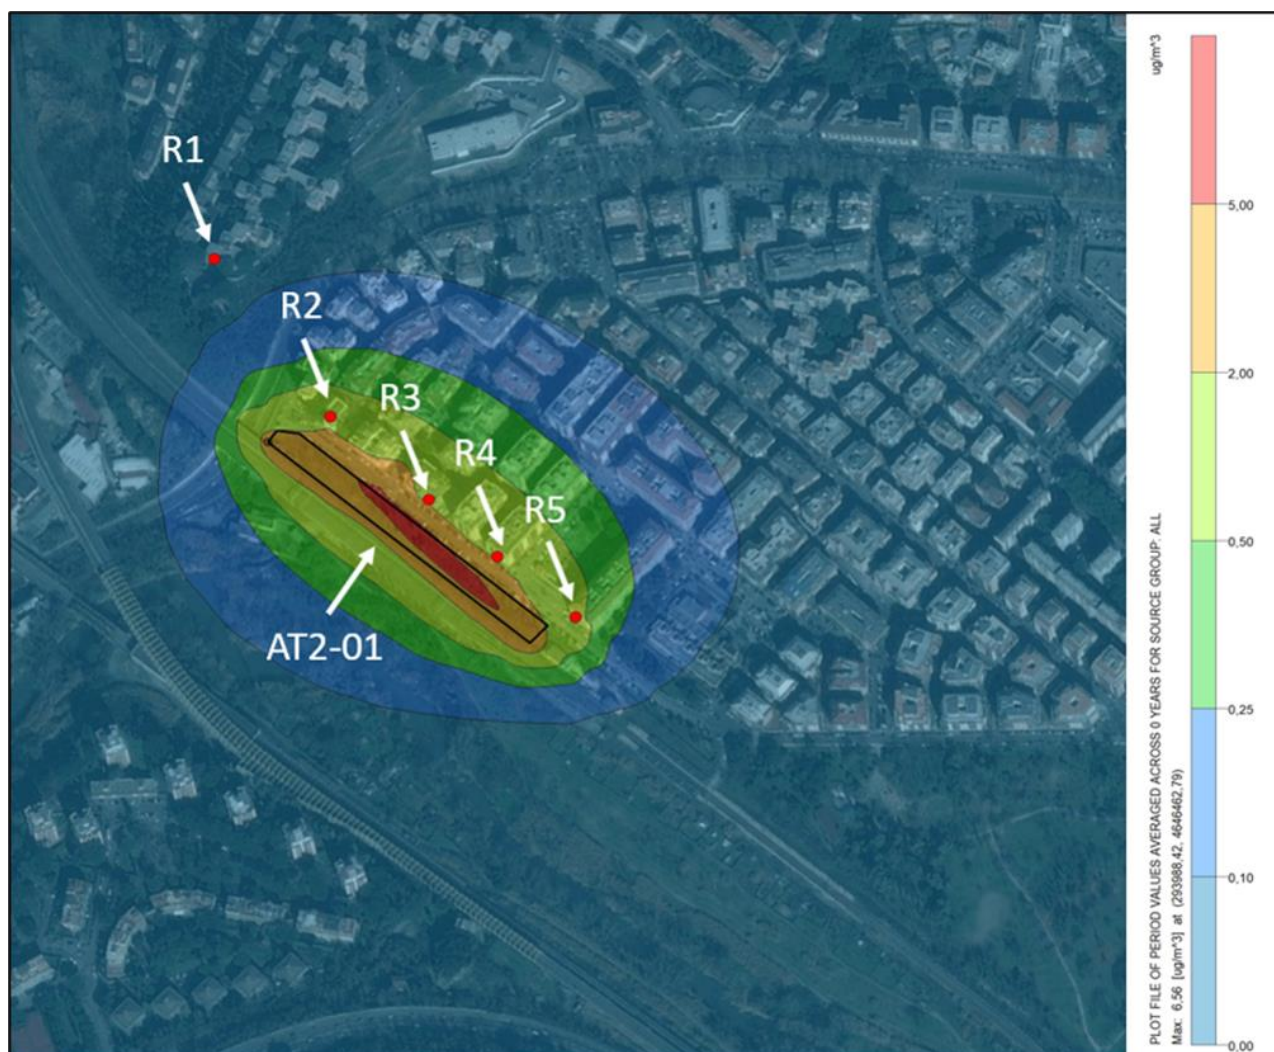 R1
R2
R3
R4
R5
AT2-01
PLOT FILE OF PERIOD VALUES AVERAGED ACROSS 0 YEARS FOR SOURCE GROUP: ALL
Max: 6,56 [ug/m^3] at (293988,42, 4646462,79)
ug/m^3
5,00
2,00
0,50
0,25
0,10
0,00